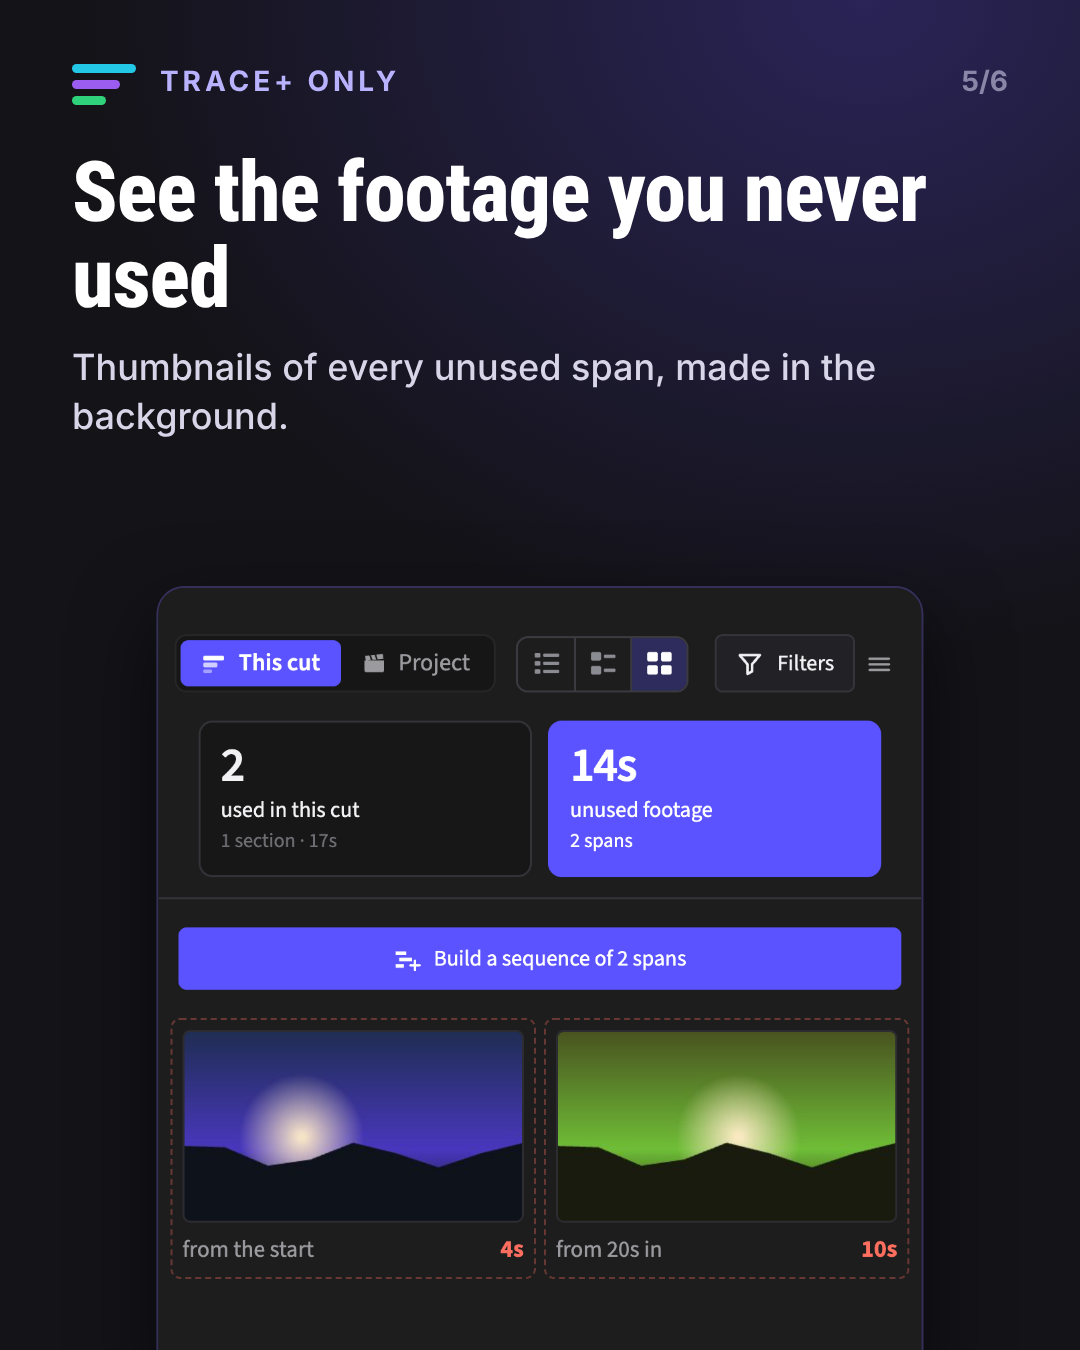 TRACE+ ONLY
5/6
See the footage you never
used
Thumbnails of every unused span, made in the
background.
This cut
Project
Filters
2
used in this cut
1 section · 17s
14s
unused footage
2 spans
Build a sequence of 2 spans
from the start
4s
from 20s in
10s